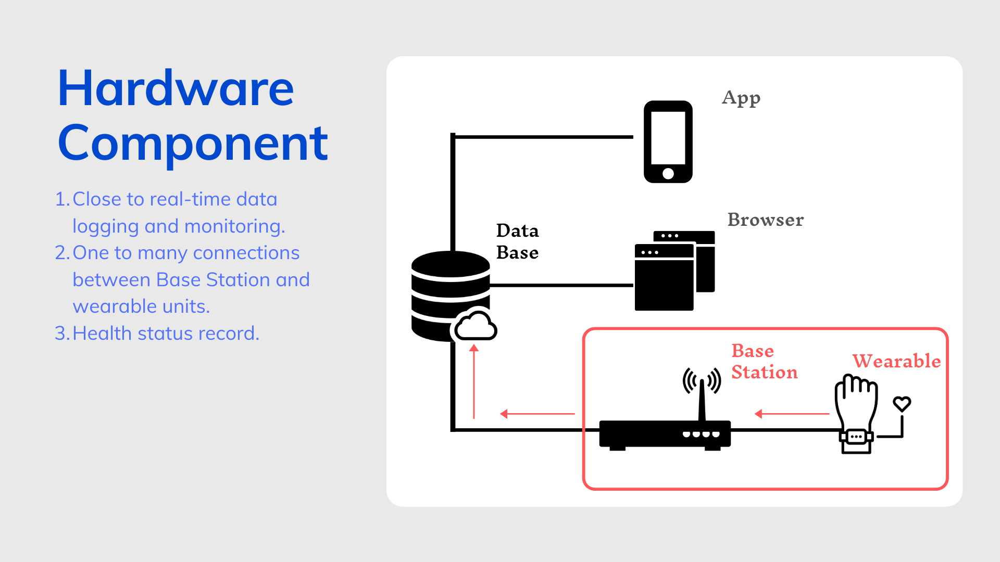 Hardware
Component
1. Close to real-time data
logging and monitoring.
2. One to many connections
between Base Station and
wearable units.
3. Health status record.
App
Browser
Data
Base
Base
Station
Wearable